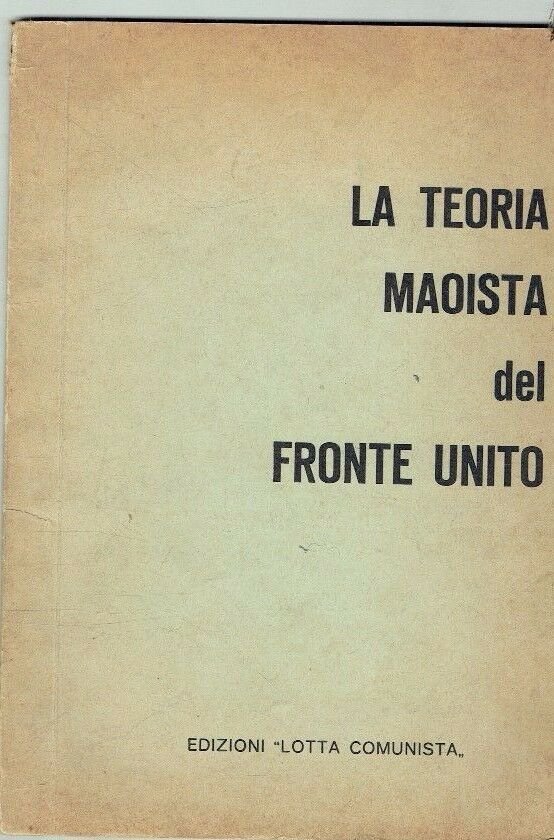 LA TEORIA
MAOISTA
del
FRONTE UNITO
EDIZIONI "LOTTA COMUNISTA„